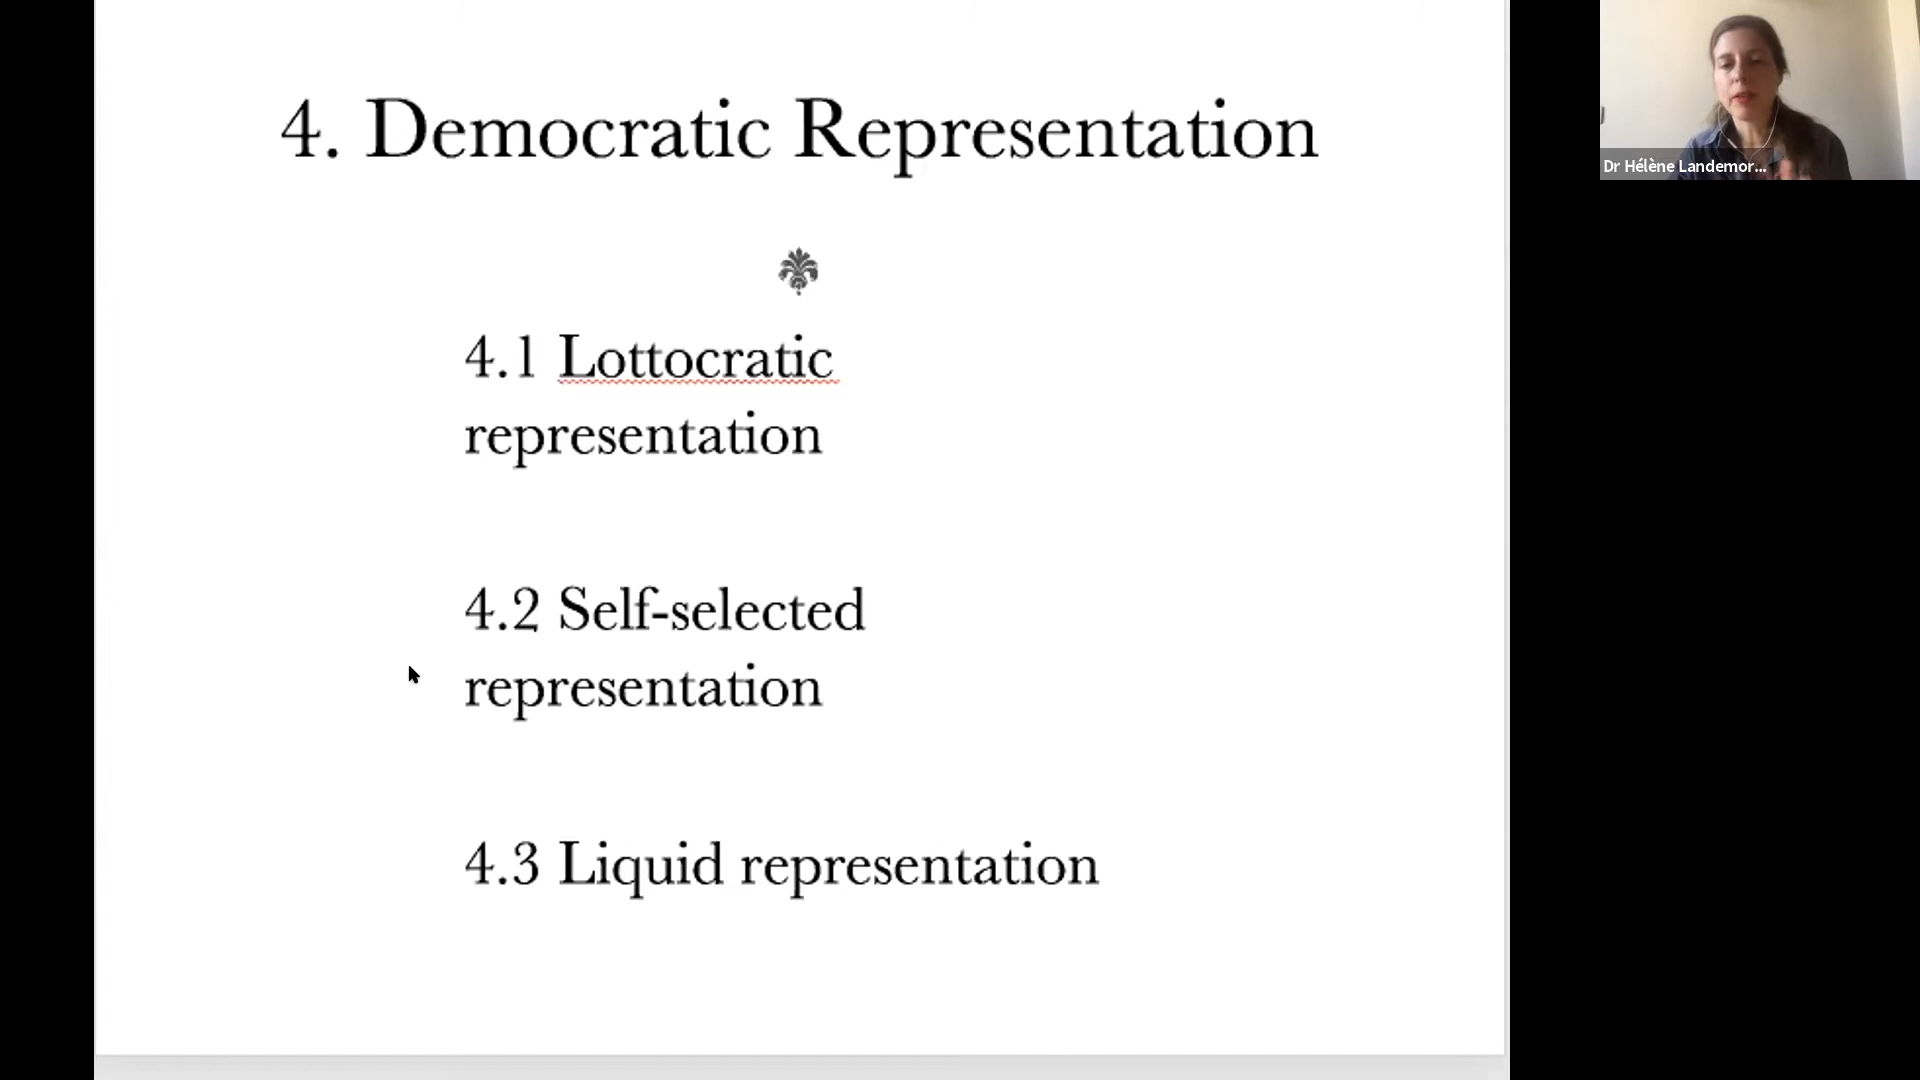 4. Democratic Representation
4.1 Lottocratic
representation
4.2 Self-selected
representation
4.3 Liquid representation
Dr Hélène Landemor...